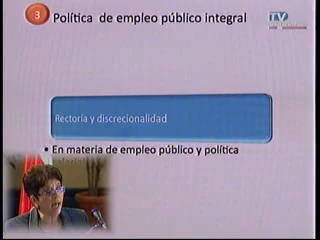 3
Política de empleo público integral
TV
Rectoría y discrecionalidad
• En materia de empleo público y política